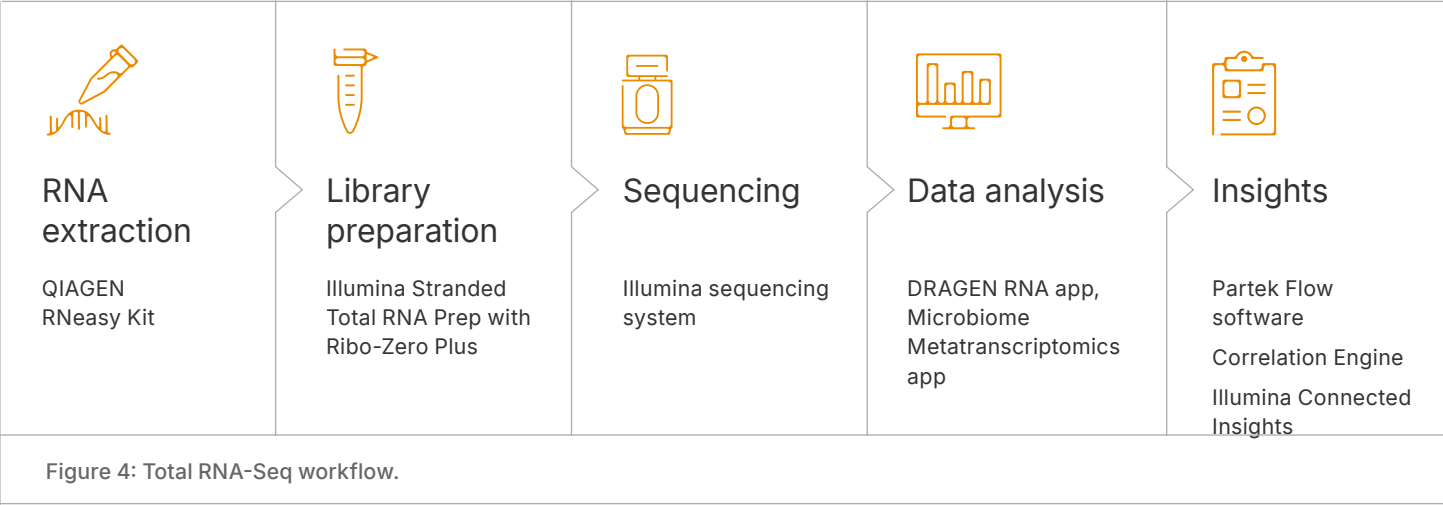 RNA
extraction
QIAGEN
RNeasy Kit
Library
preparation
Illumina Stranded
Total RNA Prep with
Ribo-Zero Plus
Sequencing
Illumina sequencing
system
Data analysis
DRAGEN RNA app,
Microbiome
Metatranscriptomics
app
Insights
Partek Flow
software
Correlation Engine
Illumina Connected
Insights
Figure 4: Total RNA-Seq workflow.